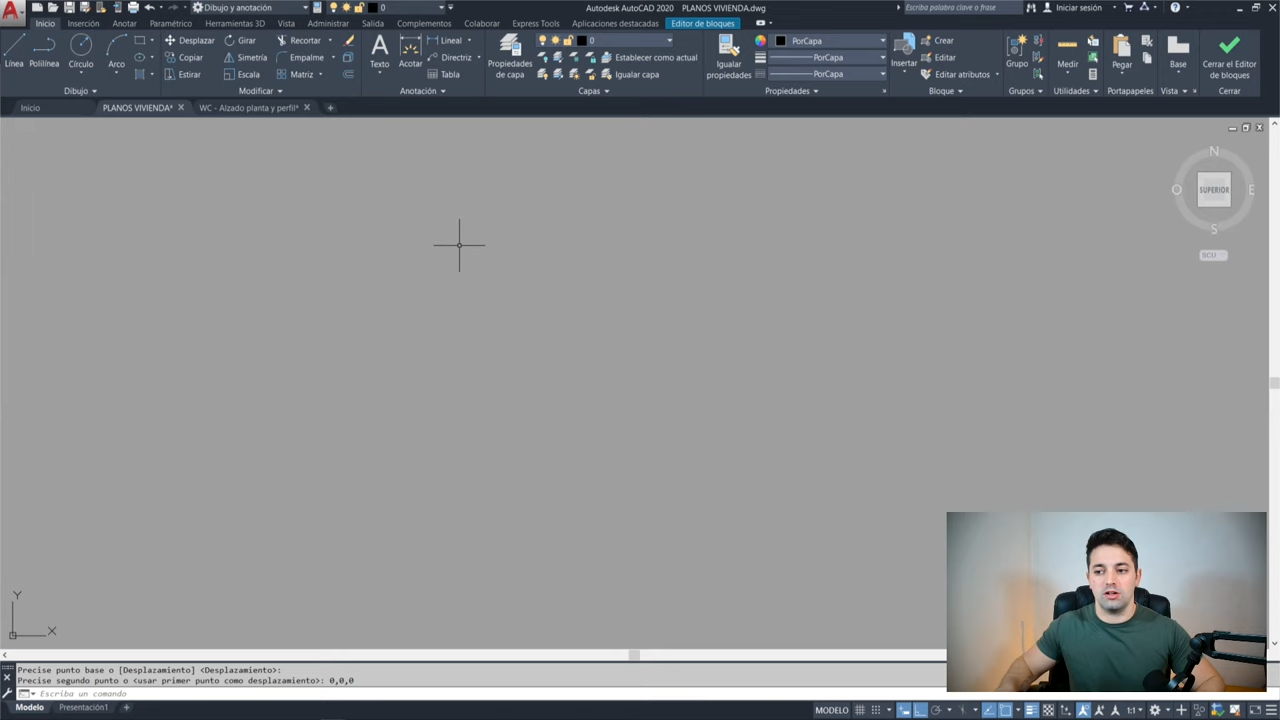 Dibujo y anotación
0
Autodesk AutoCAD 2020 PLANOS VIVIENDA.dwg
Escriba palabra clave o frase
Iniciar sesión
Inicio Inserción Anotar Paramétrico Herramientas 3D Vista Administrar Salida Complementos Colaborar Express Tools Aplicaciones destacadas Editor de bloques
Desplazar Girar Recortar Lineal 0 PorCapa Crear
Copiar Simetría Empalme Directriz Establecer como actual PorCapa Editar
Línea Polilínea Círculo Arco Texto Acotar Propiedades de capa Igualar propiedades Insertar Grupo Medir Pegar Base Cerrar el Editor de bloques
Estirar Escala Matriz Tabla Igualar capa PorCapa Editar atributos
Dibujo Modificar Anotación Capas Propiedades Bloque Grupos Utilidades Portapapeles Vista Cerrar
Inicio PLANOS VIVIENDA* WC - Alzado planta y perfil*
N
O SUPERIOR E
S
BCU
Y
X
Precise punto base o [Desplazamiento] <Desplazamiento>:
Precise segundo punto o <usar primer punto como desplazamiento>: 0,0,0
Escriba un comando
Modelo Presentación1 + MODELO 1:1